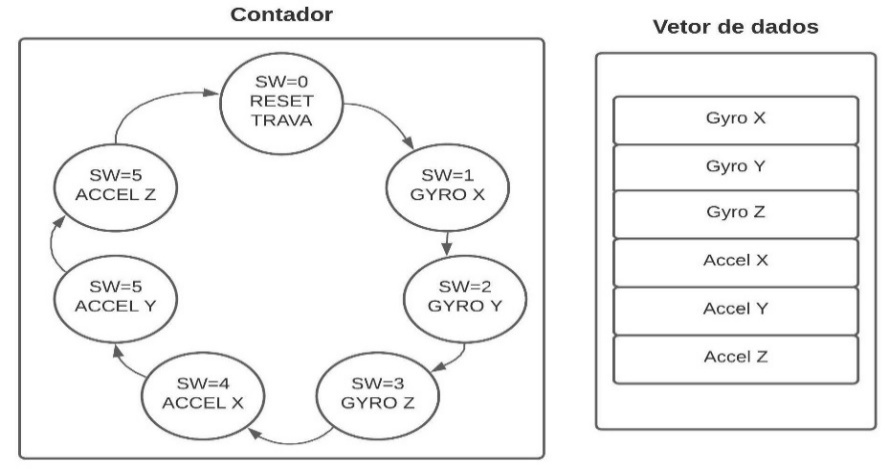 Contador
SW=0
RESET
TRAVA
SW=1
GYRO X
SW=2
GYRO Y
SW=3
GYRO Z
SW=4
ACCEL X
SW=5
ACCEL Y
SW=5
ACCEL Z
Vetor de dados
Gyro X
Gyro Y
Gyro Z
Accel X
Accel Y
Accel Z